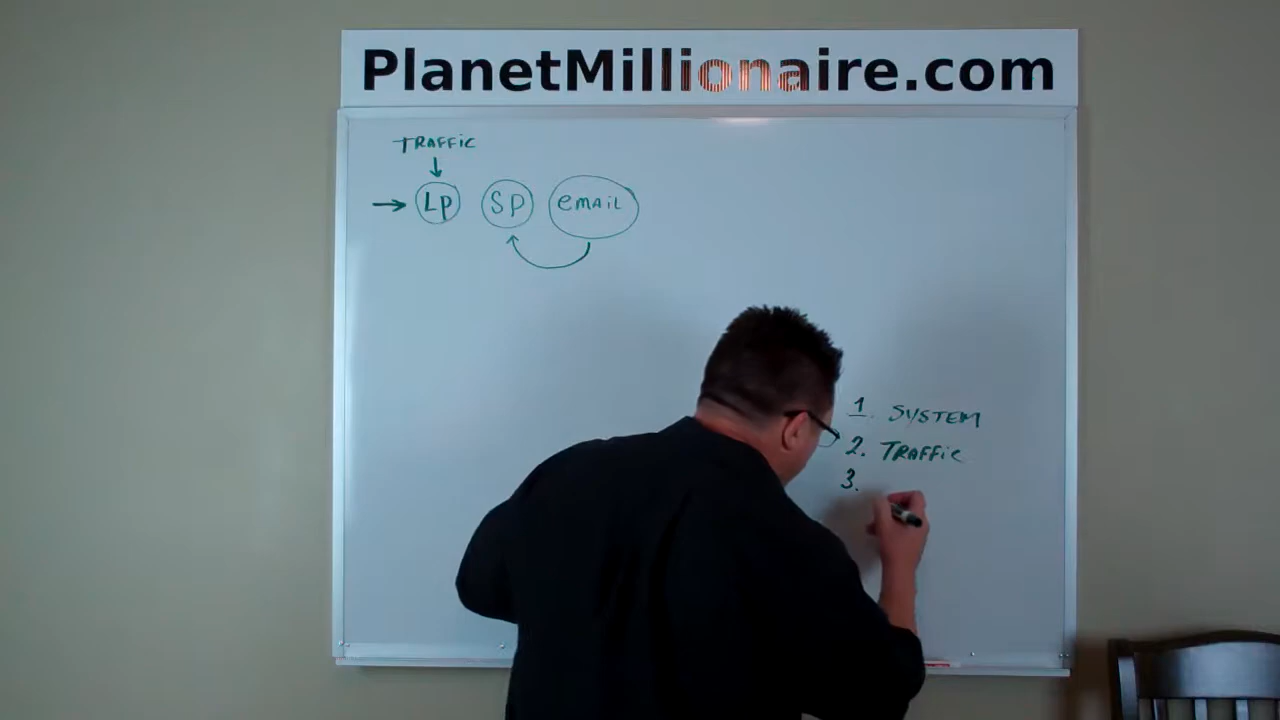 PlanetMillionaire.com
TRAFFIC
LP SP email
1. SYSTEM
2. TRAFFIC
3.